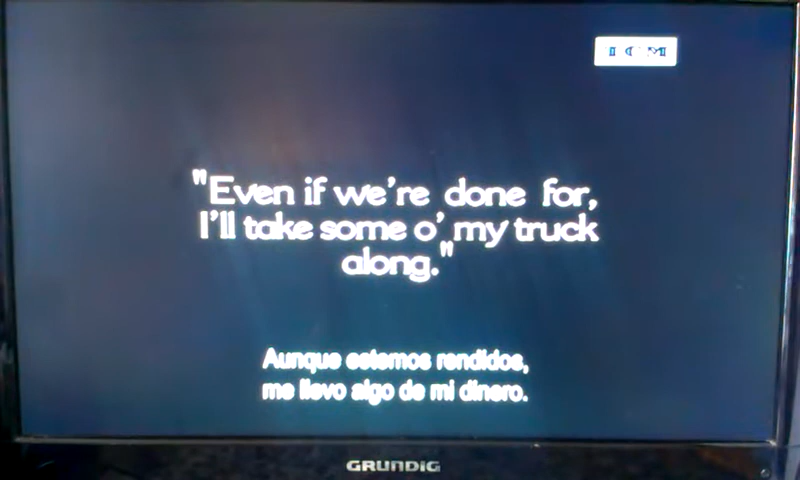 TCM
"Even if we're done for,
I'll take some o' my truck
along."
Aunque estemos rendidos,
me llevo algo de mi dinero.
GRUNDIG